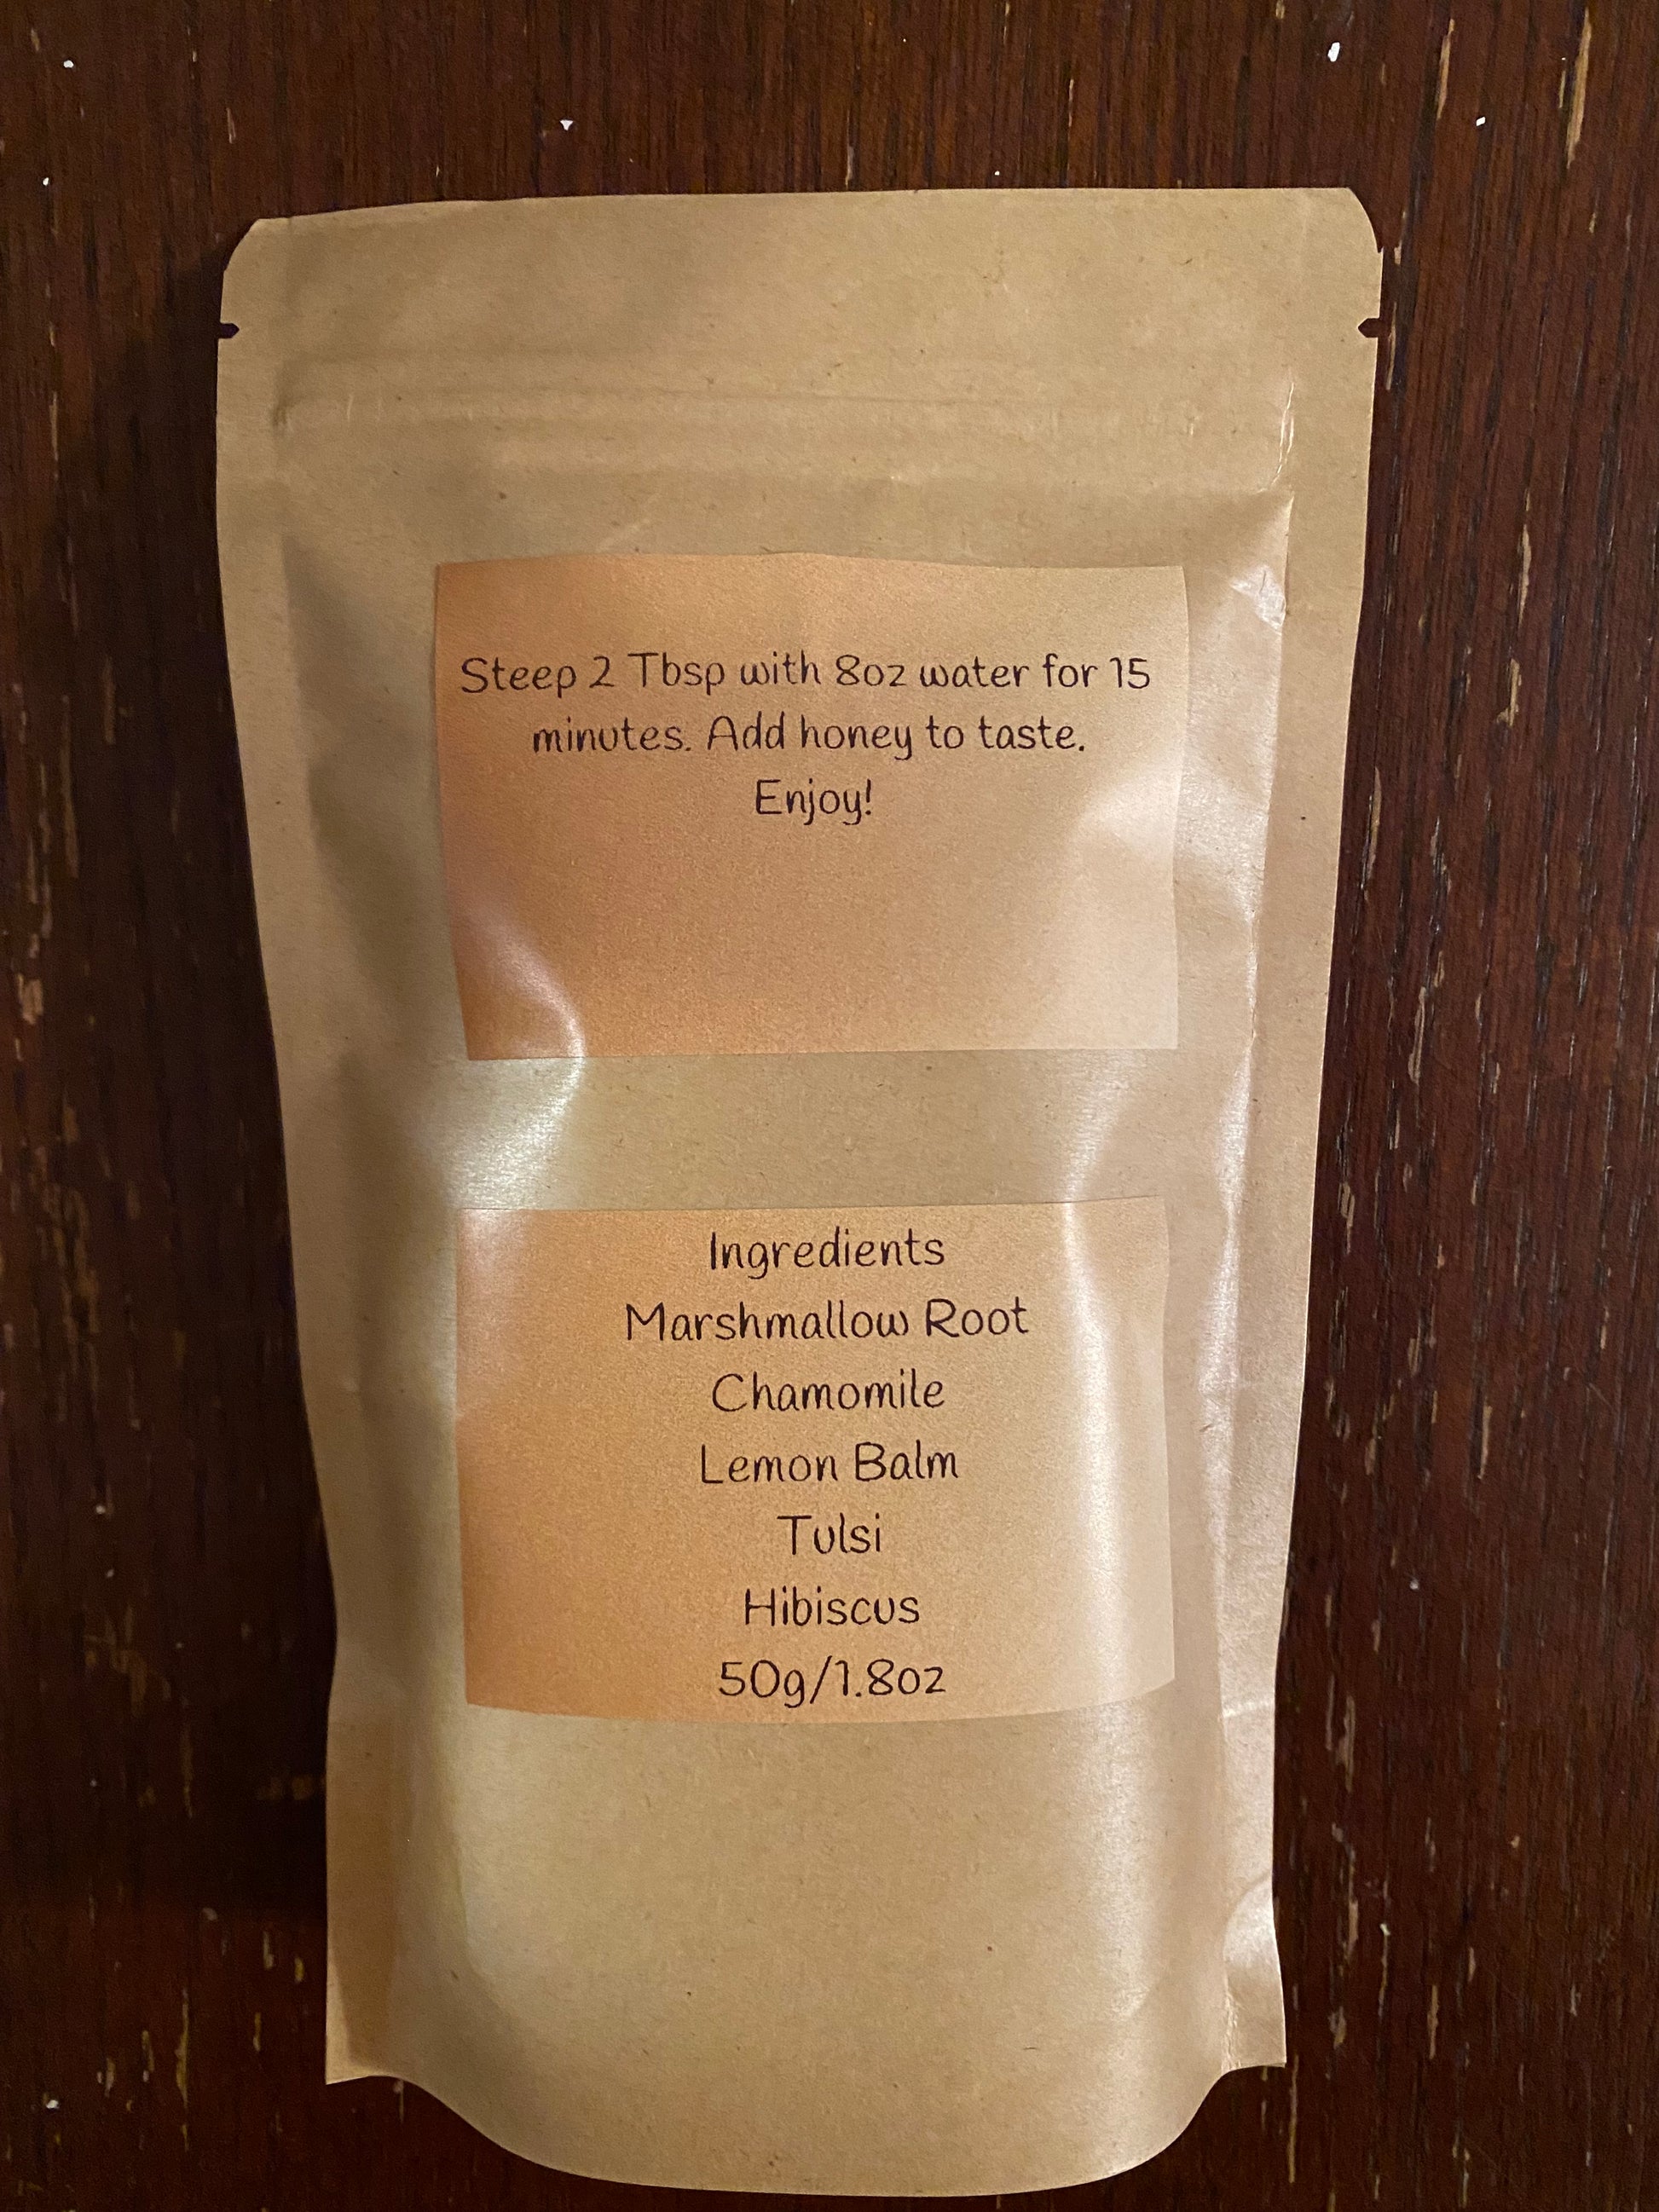 Steep 2 Tbsp with 8oz water for 15
minutes. Add honey to taste.
Enjoy!
Ingredients
Marshmallow Root
Chamomile
Lemon Balm
Tulsi
Hibiscus
50g/1.8oz